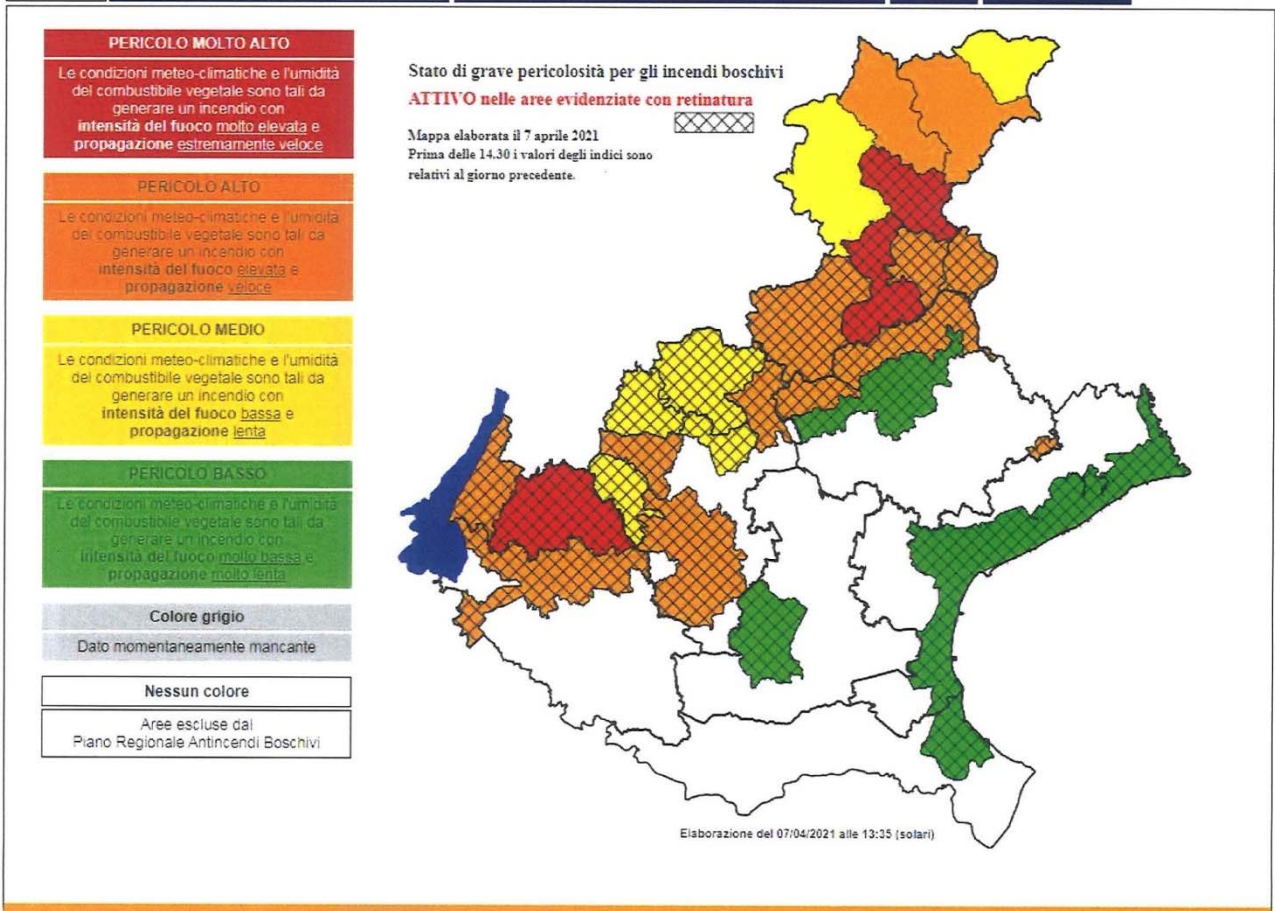 PERICOLO MOLTO ALTO
Le condizioni meteo-climatiche e l'umidità
del combustibile vegetale sono tali da
generare un incendio con
intensità del fuoco molto elevata e
propagazione estremamente veloce
PERICOLO ALTO
Le condizioni meteo-climatiche e l'umidità
del combustibile vegetale sono tali da
generare un incendio con
intensità del fuoco elevata e
propagazione veloce
PERICOLO MEDIO
Le condizioni meteo-climatiche e l'umidità
del combustibile vegetale sono tali da
generare un incendio con
intensità del fuoco bassa e
propagazione lenta
PERICOLO BASSO
Le condizioni meteo-climatiche e l'umidità
del combustibile vegetale sono tali da
generare un incendio con
intensità del fuoco molto bassa e
propagazione molto lenta
Colore grigio
Dato momentaneamente mancante
Nessun colore
Aree escluse dal
Piano Regionale Antincendi Boschivi
Stato di grave pericolosità per gli incendi boschivi
ATTIVO nelle aree evidenziate con retinatura
Mappa elaborata il 7 aprile 2021
Prima delle 14.30 i valori degli indici sono
relativi al giorno precedente.
Elaborazione del 07/04/2021 alle 13:35 (solari)